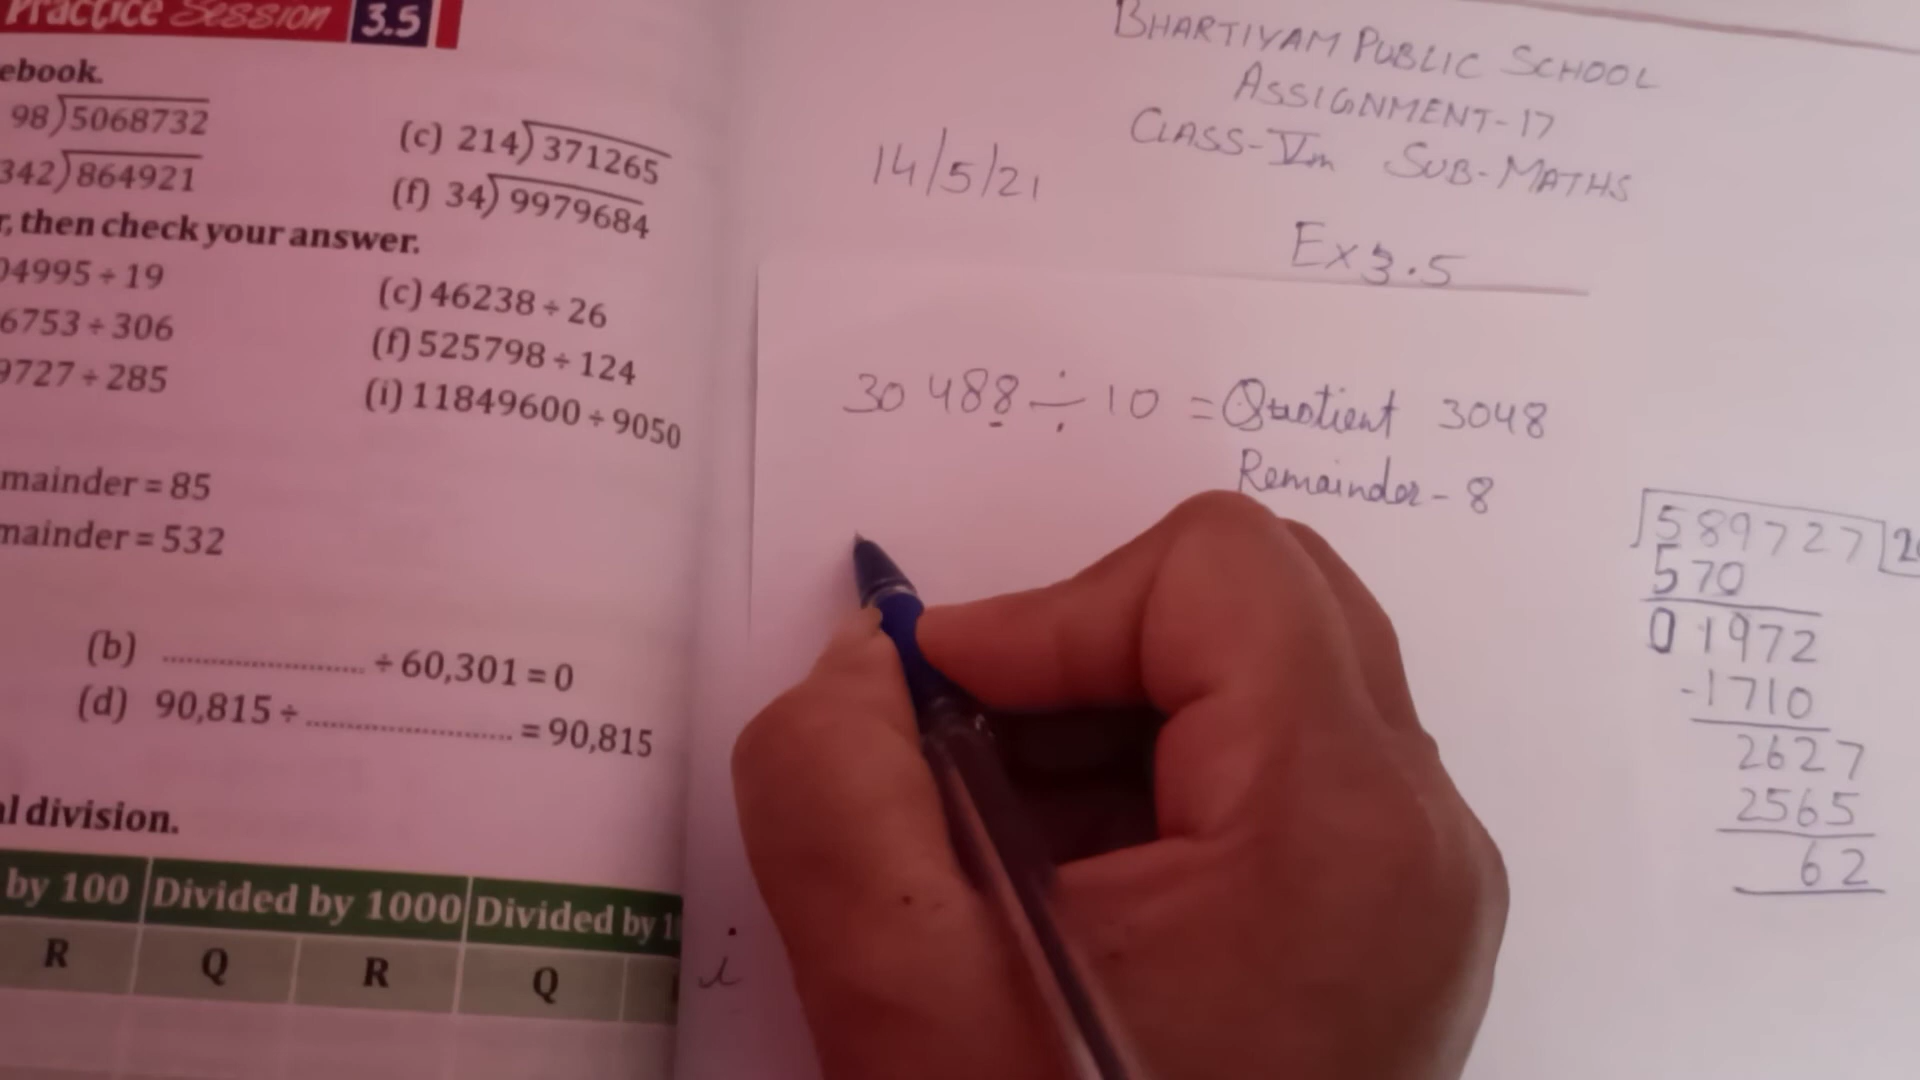 Practice Session 3.5
ebook.
98)5068732
(c) 214)371265
342)864921
(f) 34)9979684
, then check your answer.
04995 ÷ 19
(c) 46238 ÷ 26
6753 ÷ 306
(f) 525798 ÷ 124
9727 ÷ 285
(i) 11849600 ÷ 9050
mainder = 85
mainder = 532
(b) .................... ÷ 60,301 = 0
(d) 90,815 ÷ .................... = 90,815
al division.
by 100 Divided by 1000 Divided by 1
R Q R Q
i
BHARTIYAM PUBLIC SCHOOL
ASSIGNMENT-17
14/5/21 CLASS-Vm SUB-MATHS
Ex 3.5
30488 ÷ 10 = Quotient 3048
Remainder - 8
589727
570
01972
-1710
2627
2565
62